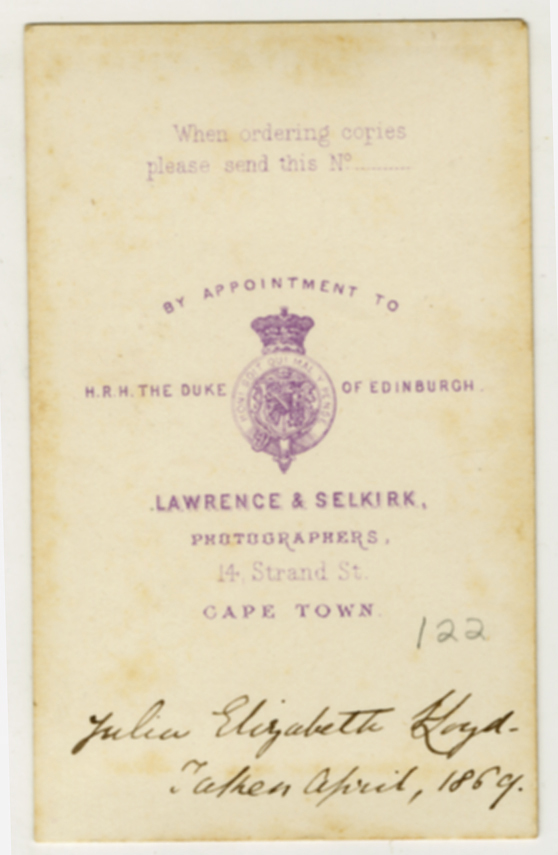 When ordering copies
please send this Nº..........
BY APPOINTMENT TO
HONI SOIT QUI MAL Y PENSE
H.R.H. THE DUKE OF EDINBURGH.
LAWRENCE & SELKIRK,
PHOTOGRAPHERS,
14, Strand St.
CAPE TOWN.
122
Julia Elizabeth Lloyd-
Taken April, 1869.